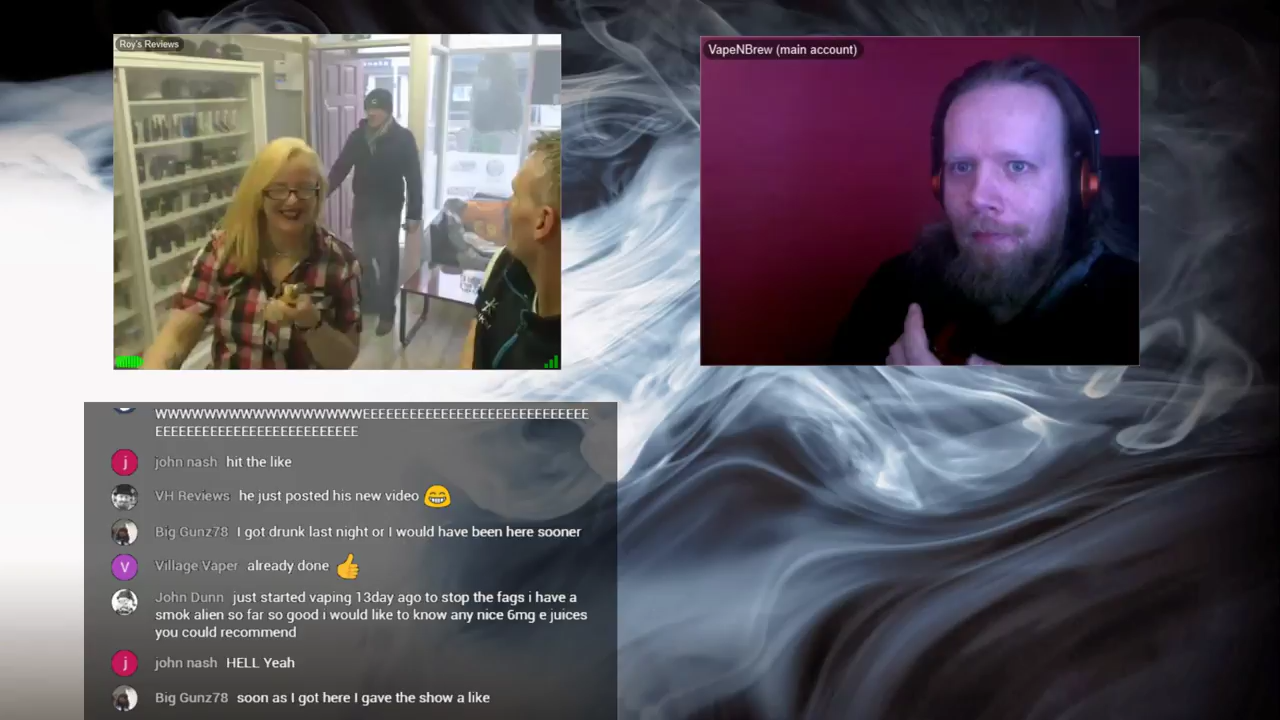 Roy's Reviews
VapeNBrew (main account)
WWWWWWWWWWWWWWWWWEEEEEEEEEEEEEEEEEEEEEEEEEEEE
EEEEEEEEEEEEEEEEEEEEEEEEEE
j john nash hit the like
VH Reviews he just posted his new video 😁
Big Gunz78 I got drunk last night or I would have been here sooner
V Village Vaper already done 👍
John Dunn just started vaping 13day ago to stop the fags i have a
smok alien so far so good i would like to know any nice 6mg e juices
you could recommend
j john nash HELL Yeah
Big Gunz78 soon as I got here I gave the show a like